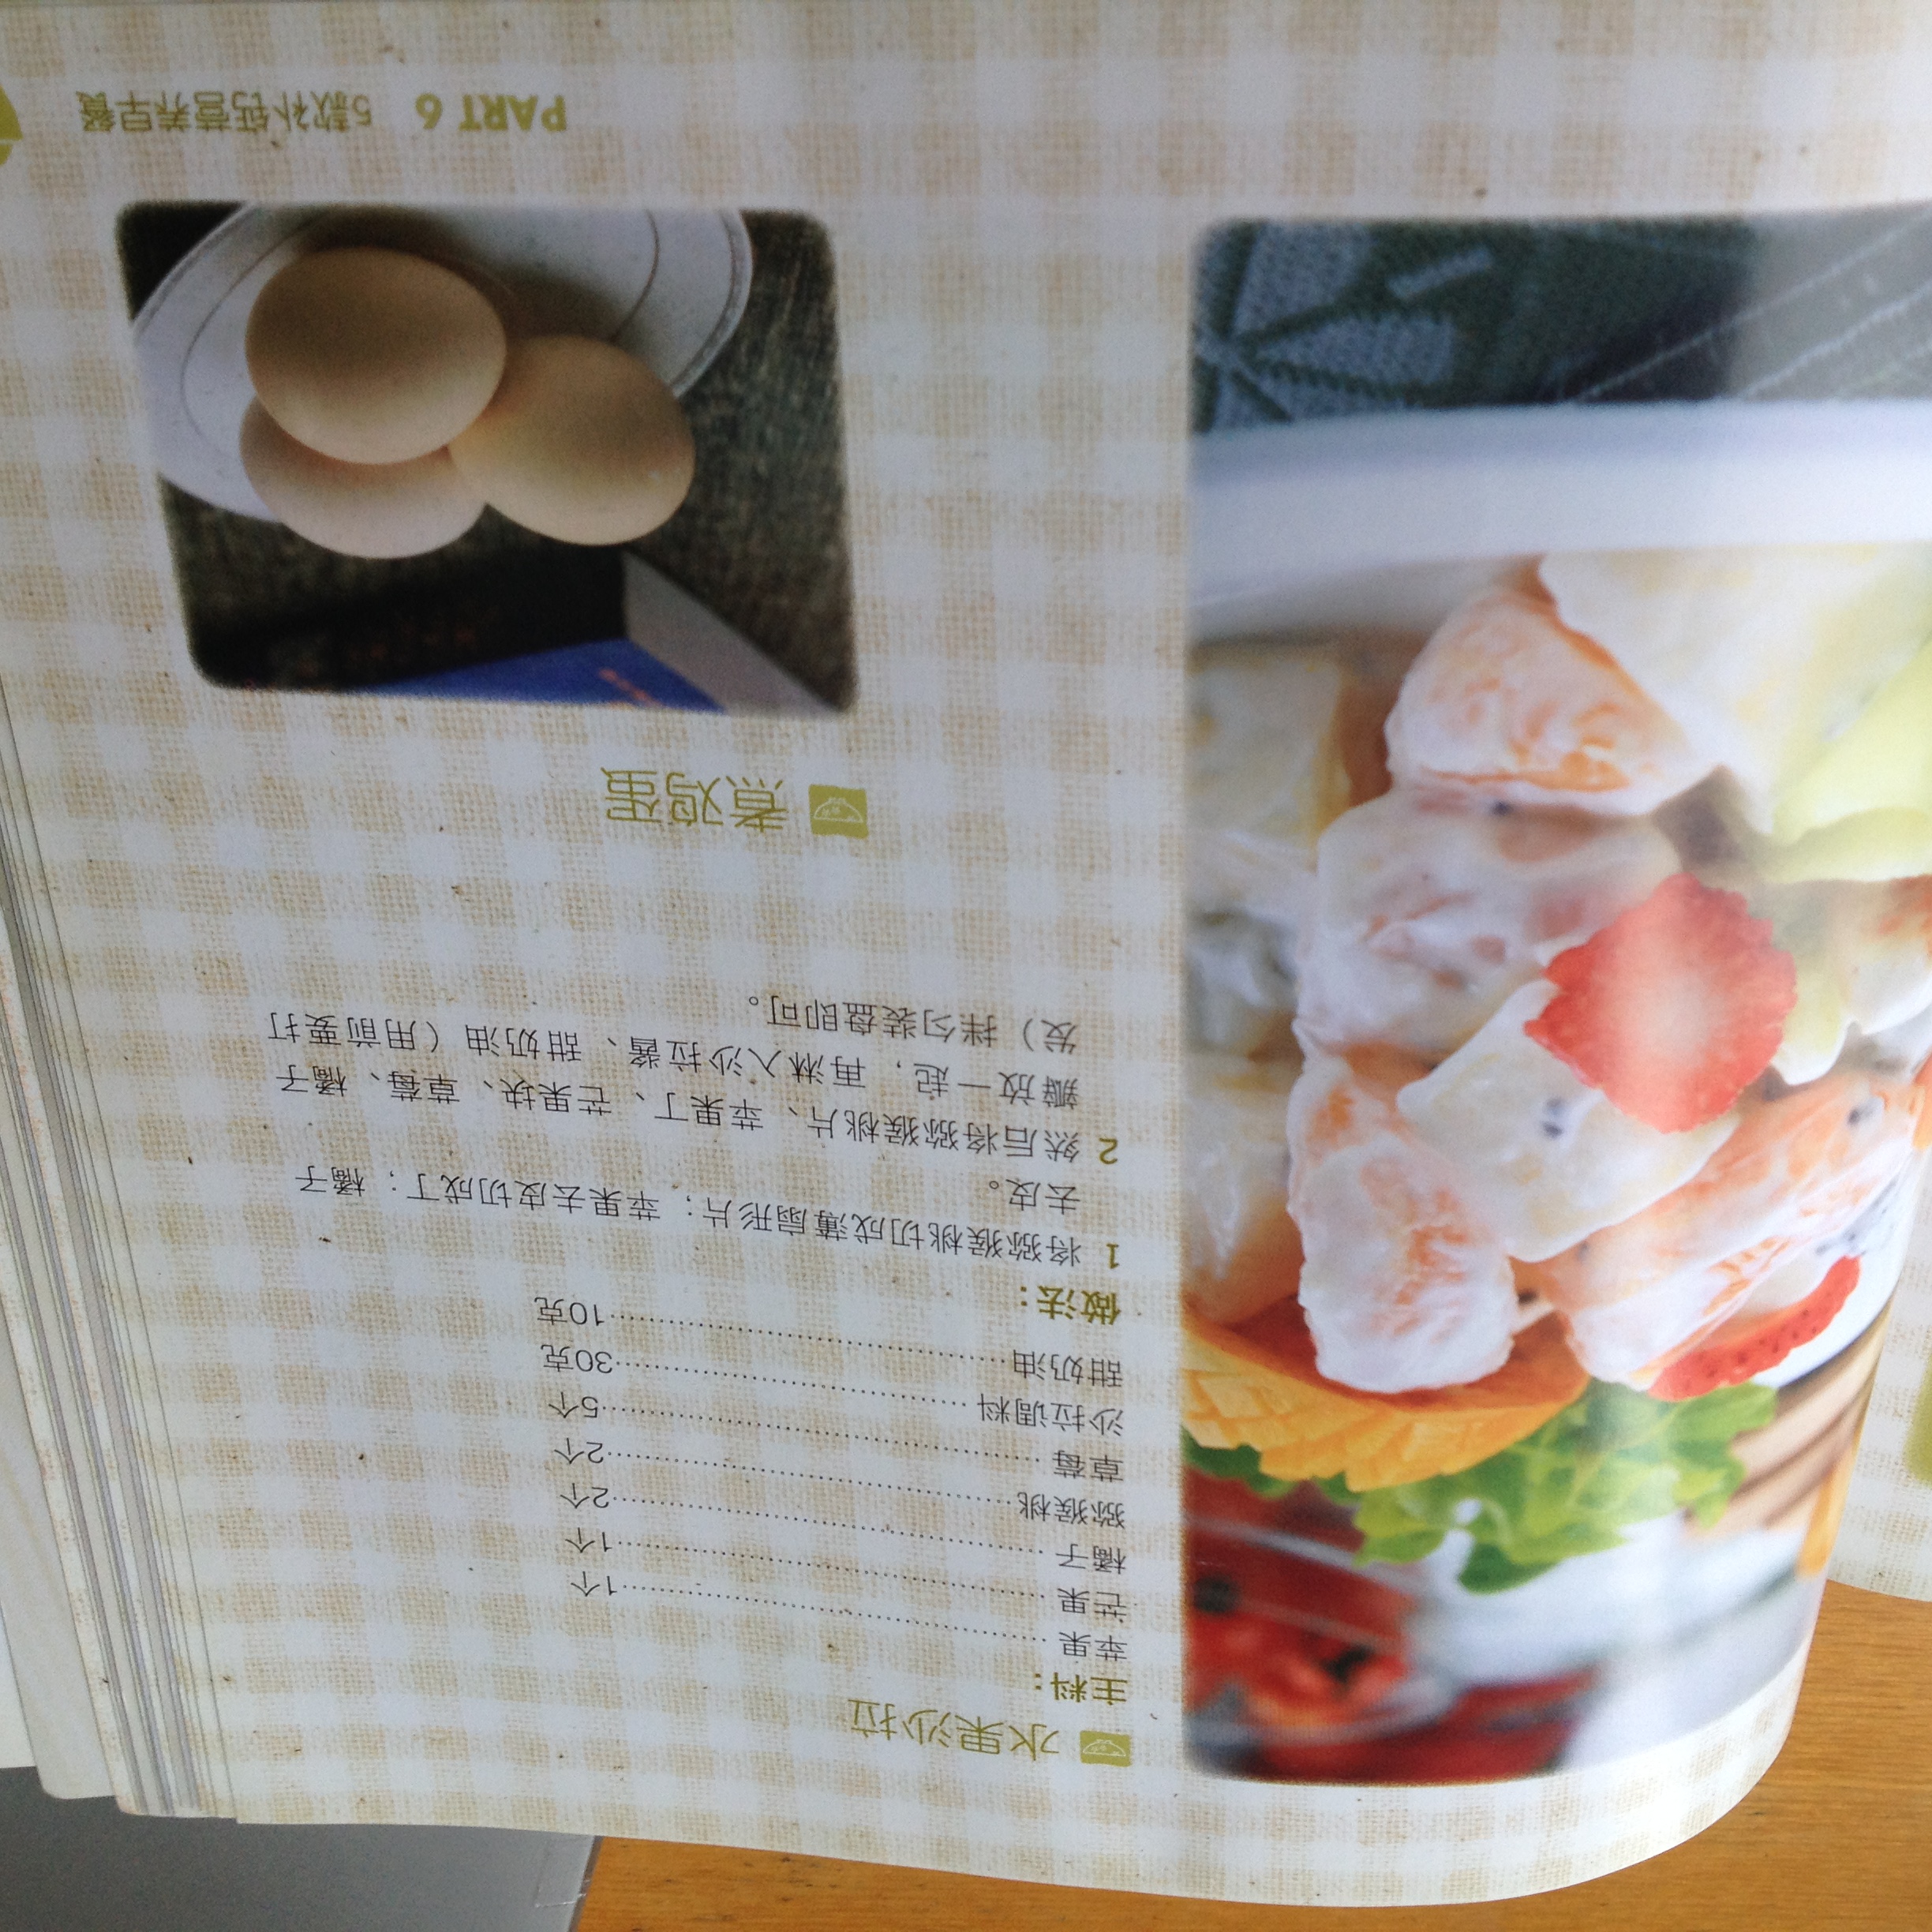 水果沙拉
主料：
苹果 1个
芒果 1个
橘子 2个
猕猴桃 2个
草莓 5个
沙拉调料 30克
甜奶油 10克
做法：
1 将猕猴桃切成薄扇形片；苹果去皮切成丁；橘子
去皮。
2 然后将猕猴桃片、苹果丁、芒果块、草莓、橘子
瓣放一起，再淋入沙拉酱、甜奶油（用前要打
发）拌匀装盘即可。
煮鸡蛋
PART 6 5款补钙营养早餐